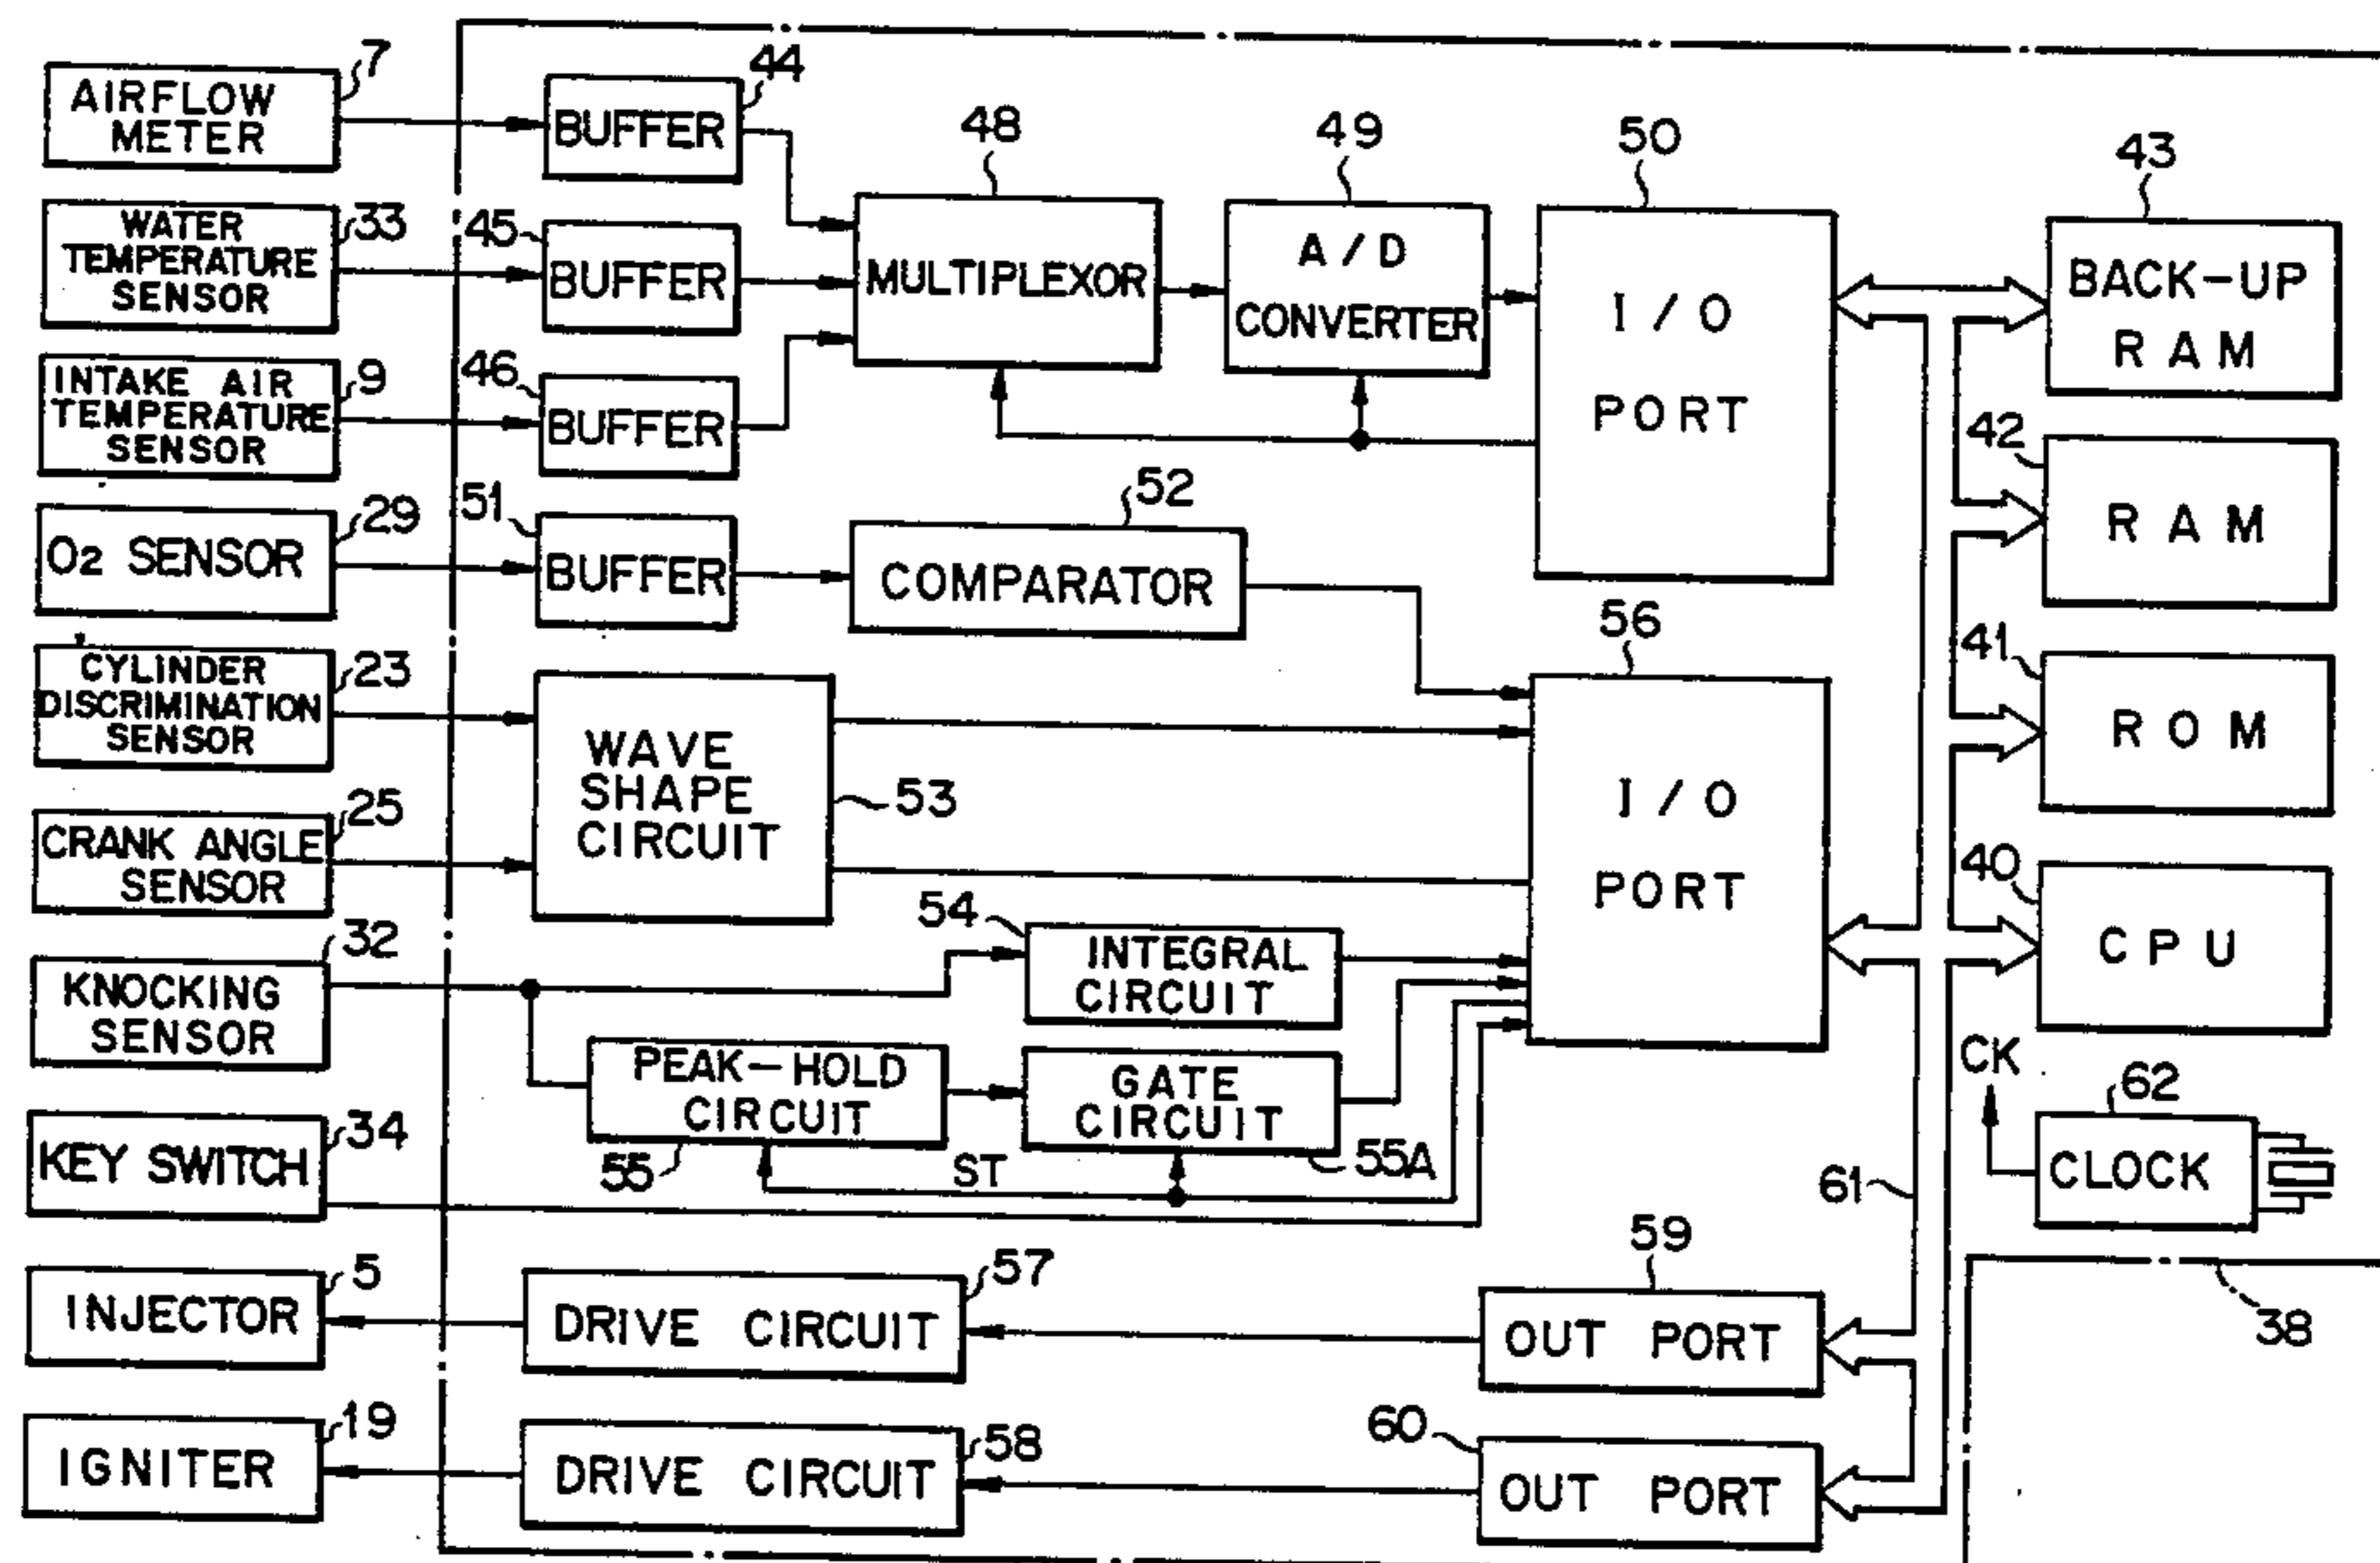 7
AIRFLOW
METER
44
BUFFER
48
MULTIPLEXOR
49
A/D
CONVERTER
50
I/O
PORT
43
BACK-UP
RAM
33
WATER
TEMPERATURE
SENSOR
45
BUFFER
9
INTAKE AIR
TEMPERATURE
SENSOR
46
BUFFER
42
RAM
29
O2 SENSOR
51
BUFFER
52
COMPARATOR
56
I/O
PORT
41
ROM
23
CYLINDER
DISCRIMINATION
SENSOR
WAVE
SHAPE
CIRCUIT
53
25
CRANK ANGLE
SENSOR
40
CPU
32
KNOCKING
SENSOR
54
INTEGRAL
CIRCUIT
PEAK-HOLD
CIRCUIT
55
GATE
CIRCUIT
55A
ST
CK
62
CLOCK
34
KEY SWITCH
61
5
INJECTOR
57
DRIVE CIRCUIT
59
OUT PORT
38
19
IGNITER
58
DRIVE CIRCUIT
60
OUT PORT